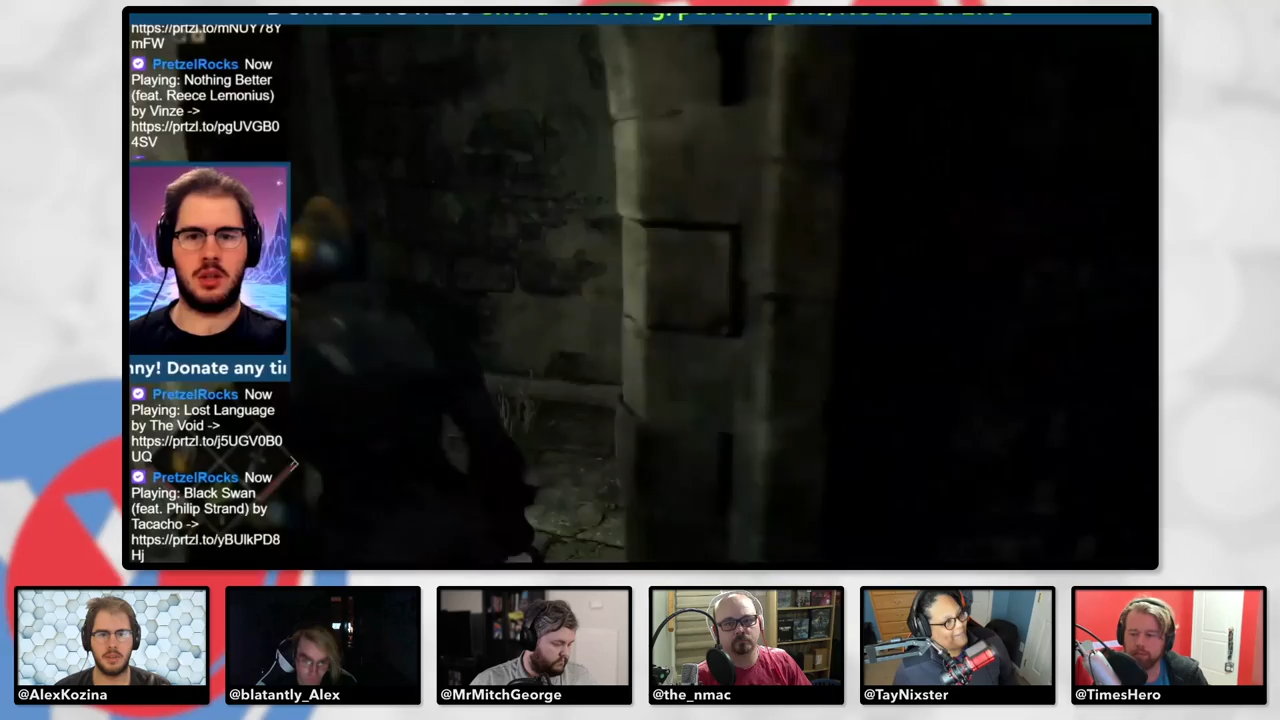 https://prtzl.to/mNUY78Y
mFW
PretzelRocks Now
Playing: Nothing Better
(feat. Reece Lemonius)
by Vinze ->
https://prtzl.to/pgUVGB0
4SV
nny! Donate any ti
PretzelRocks Now
Playing: Lost Language
by The Void ->
https://prtzl.to/j5UGV0B0
UQ
PretzelRocks Now
Playing: Black Swan
(feat. Philip Strand) by
Tacacho ->
https://prtzl.to/yBUlkPD8
Hj
@AlexKozina
@blatantly_Alex
@MrMitchGeorge
@the_nmac
@TayNixster
@TimesHero